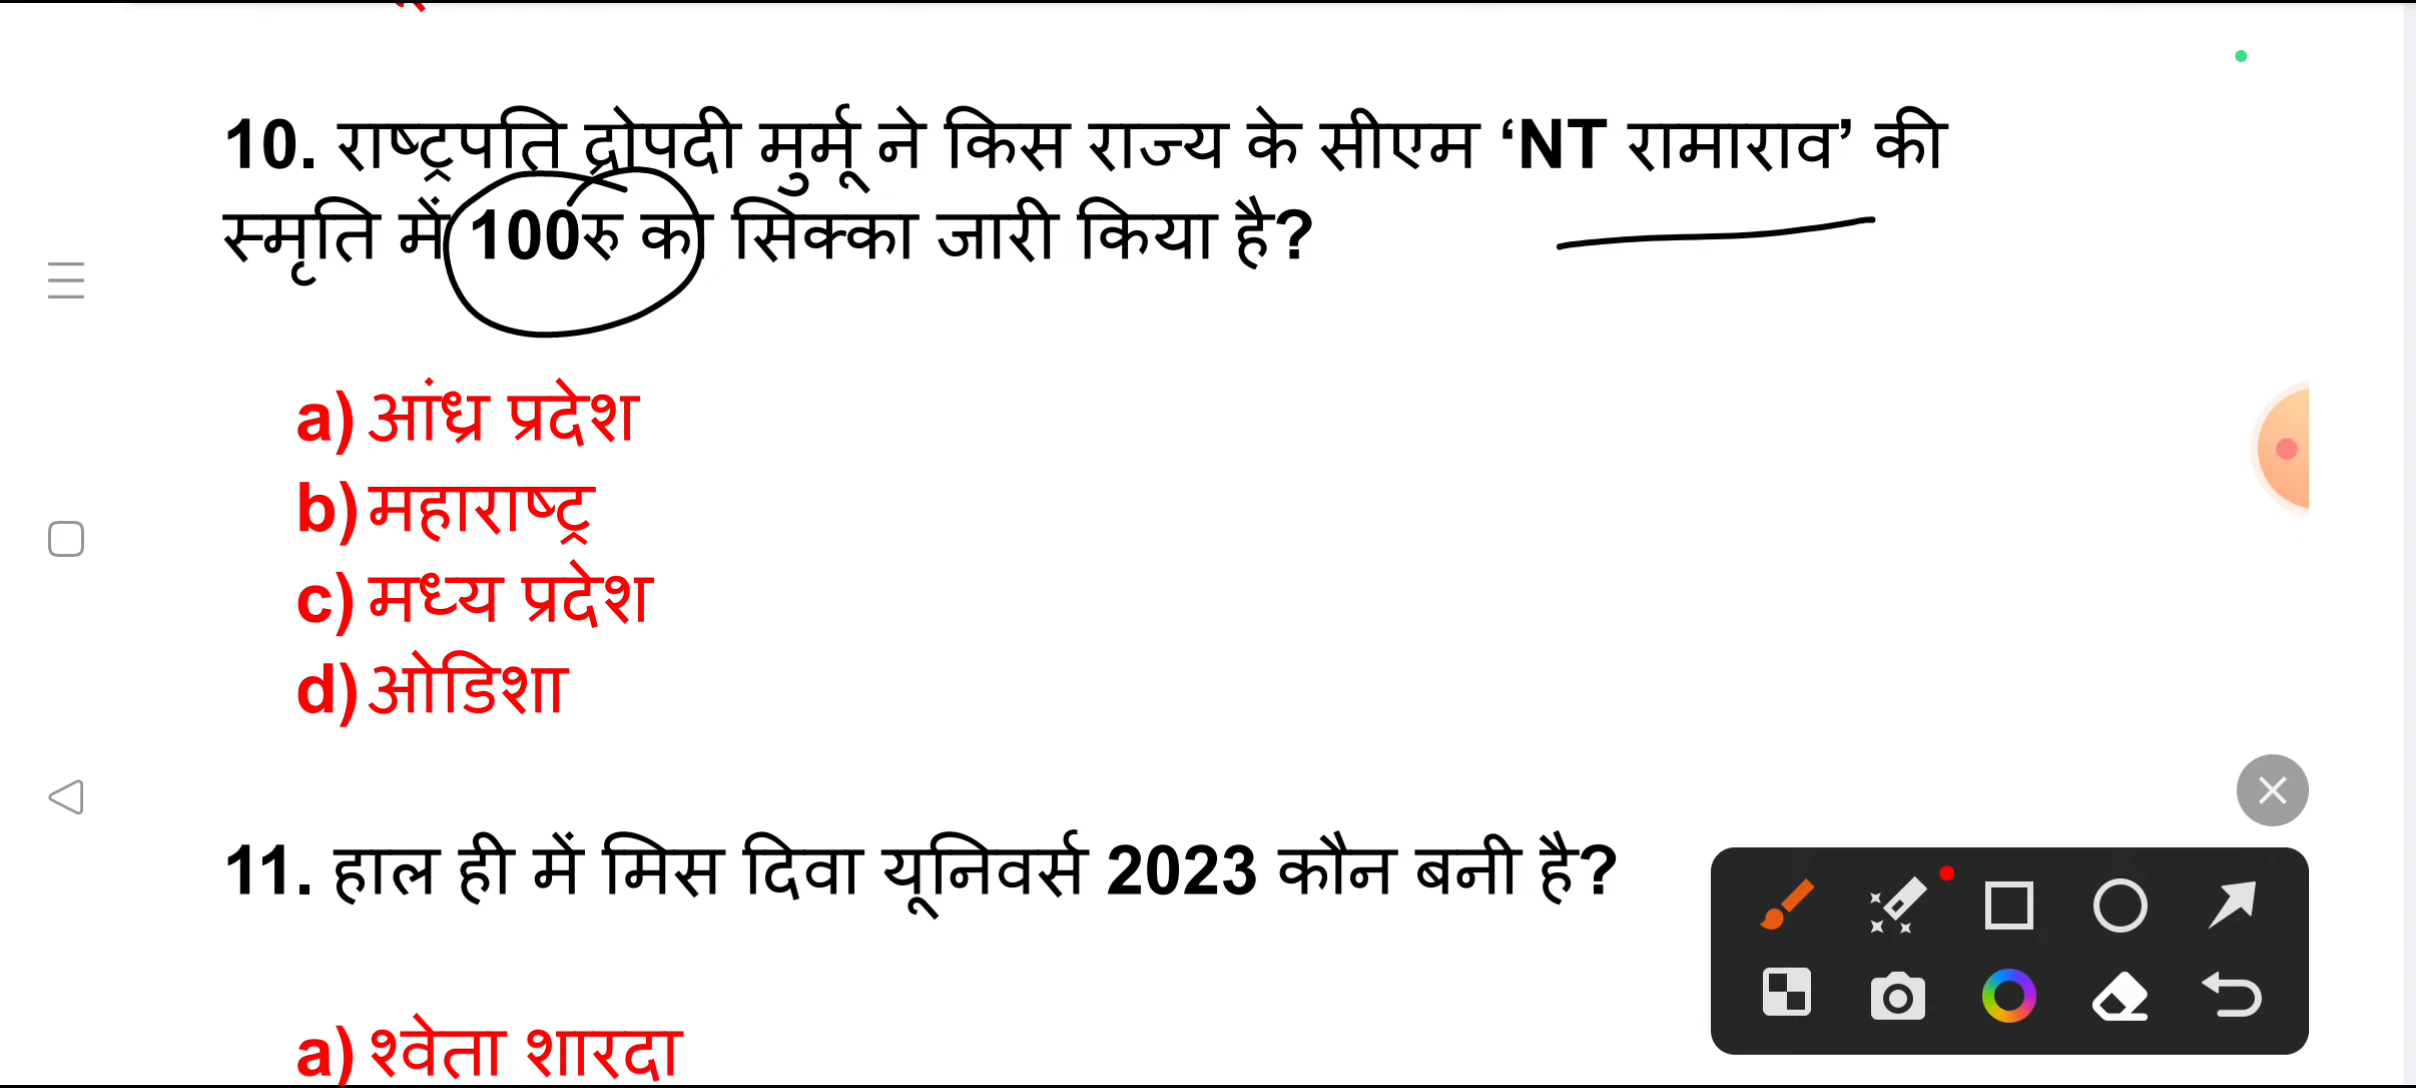 10. राष्ट्रपति द्रोपदी मुर्मू ने किस राज्य के सीएम ‘NT रामाराव’ की
स्मृति में 100रु का सिक्का जारी किया है?
a) आंध्र प्रदेश
b) महाराष्ट्र
c) मध्य प्रदेश
d) ओडिशा
11. हाल ही में मिस दिवा यूनिवर्स 2023 कौन बनी है?
a) श्वेता शारदा